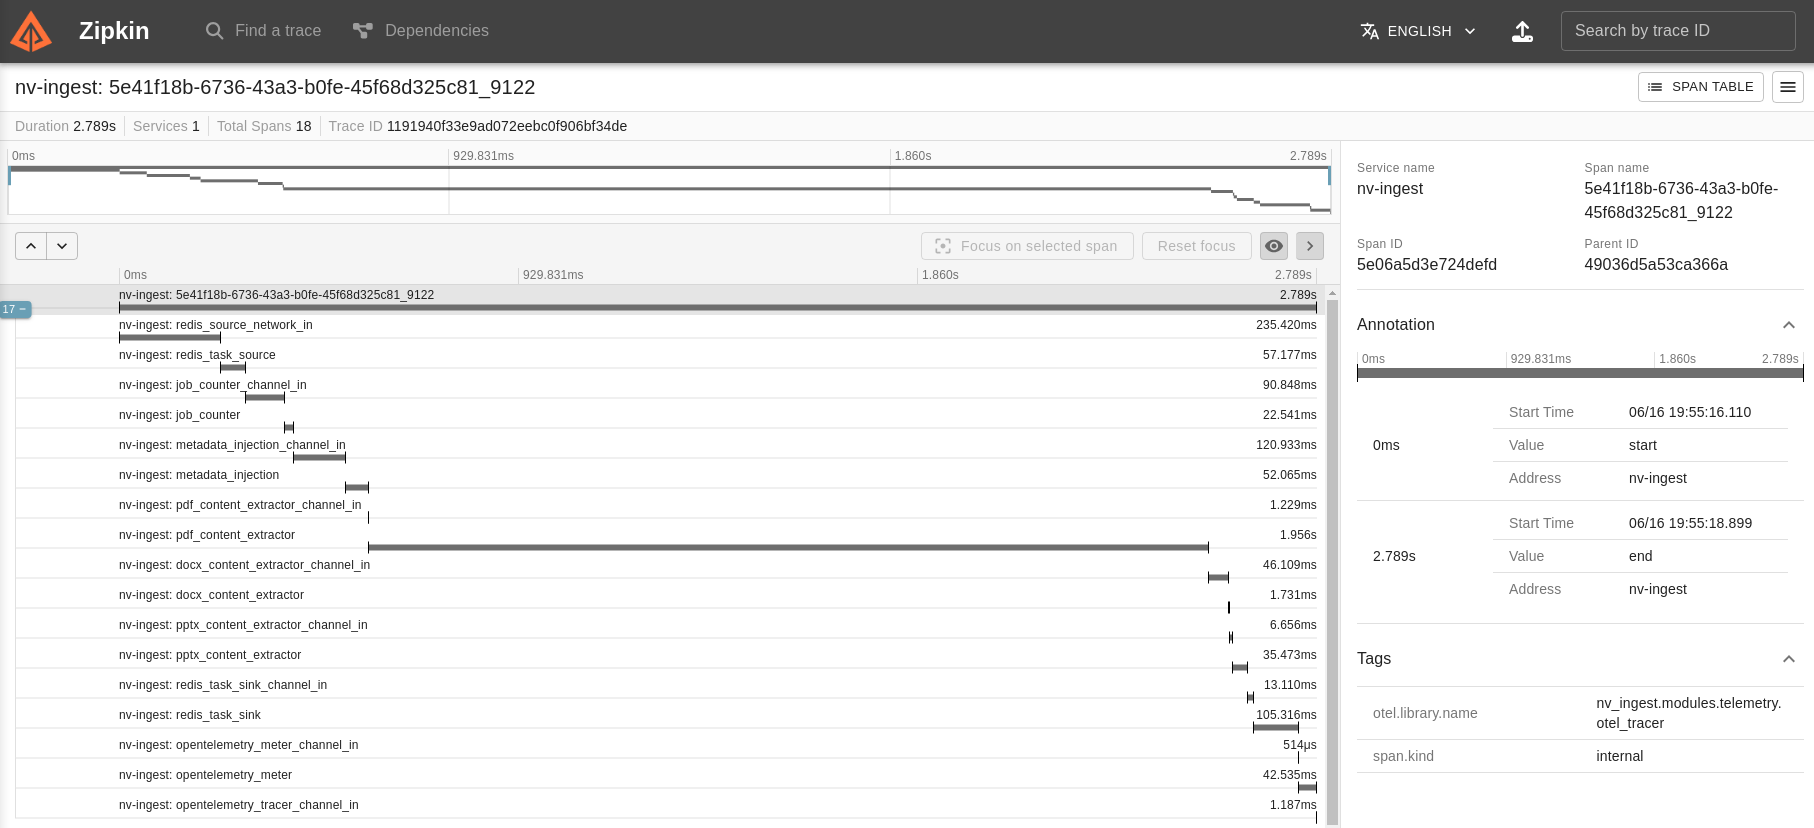 Zipkin
Find a trace
Dependencies
ENGLISH
Search by trace ID
nv-ingest: 5e41f18b-6736-43a3-b0fe-45f68d325c81_9122
SPAN TABLE
Duration 2.789s
Services 1
Total Spans 18
Trace ID 1191940f33e9ad072eebc0f906bf34de
0ms 929.831ms 1.860s 2.789s
Focus on selected span
Reset focus
0ms 929.831ms 1.860s 2.789s
17 −
nv-ingest: 5e41f18b-6736-43a3-b0fe-45f68d325c81_9122 2.789s
nv-ingest: redis_source_network_in 235.420ms
nv-ingest: redis_task_source 57.177ms
nv-ingest: job_counter_channel_in 90.848ms
nv-ingest: job_counter 22.541ms
nv-ingest: metadata_injection_channel_in 120.933ms
nv-ingest: metadata_injection 52.065ms
nv-ingest: pdf_content_extractor_channel_in 1.229ms
nv-ingest: pdf_content_extractor 1.956s
nv-ingest: docx_content_extractor_channel_in 46.109ms
nv-ingest: docx_content_extractor 1.731ms
nv-ingest: pptx_content_extractor_channel_in 6.656ms
nv-ingest: pptx_content_extractor 35.473ms
nv-ingest: redis_task_sink_channel_in 13.110ms
nv-ingest: redis_task_sink 105.316ms
nv-ingest: opentelemetry_meter_channel_in 514μs
nv-ingest: opentelemetry_meter 42.535ms
nv-ingest: opentelemetry_tracer_channel_in 1.187ms
Service name
nv-ingest
Span name
5e41f18b-6736-43a3-b0fe-
45f68d325c81_9122
Span ID
5e06a5d3e724defd
Parent ID
49036d5a53ca366a
Annotation
0ms 929.831ms 1.860s 2.789s
0ms
Start Time 06/16 19:55:16.110
Value start
Address nv-ingest
2.789s
Start Time 06/16 19:55:18.899
Value end
Address nv-ingest
Tags
otel.library.name
nv_ingest.modules.telemetry.
otel_tracer
span.kind internal